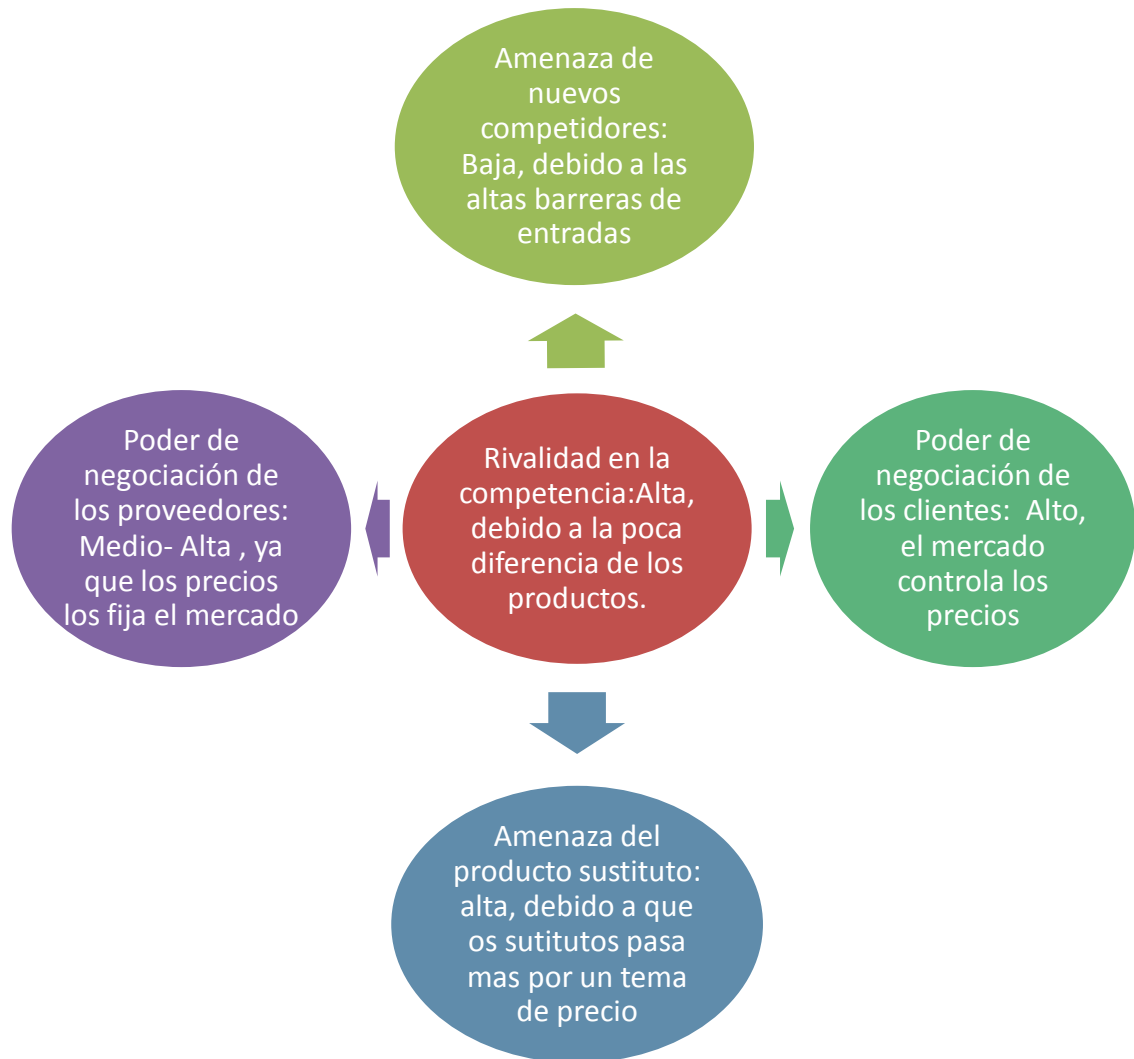 Amenaza de
nuevos
competidores:
Baja, debido a las
altas barreras de
entradas
Poder de
negociación de
los proveedores:
Medio- Alta , ya
que los precios
los fija el mercado
Rivalidad en la
competencia:Alta,
debido a la poca
diferencia de los
productos.
Poder de
negociación de
los clientes:  Alto,
el mercado
controla los
precios
Amenaza del
producto sustituto:
alta, debido a que
os sutitutos pasa
mas por un tema
de precio